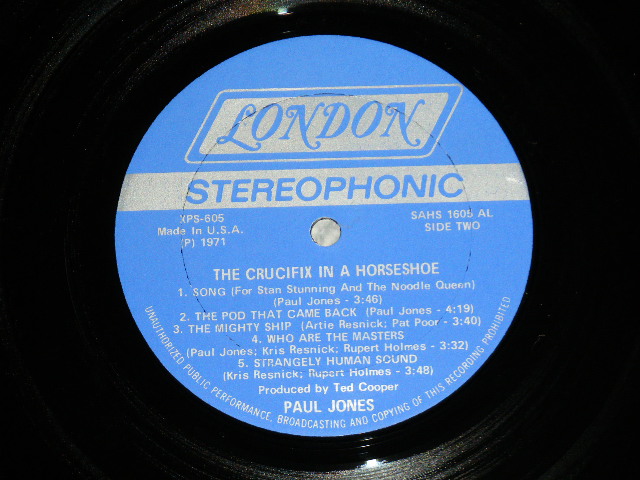 LONDON
STEREOPHONIC
XPS-605
Made In U.S.A.
(P) 1971
SAHS 1605 AL
SIDE TWO
THE CRUCIFIX IN A HORSESHOE
1. SONG (For Stan Stunning And The Noodle Queen)
(Paul Jones - 3:46)
2. THE POD THAT CAME BACK (Paul Jones - 4:19)
3. THE MIGHTY SHIP (Artie Resnick; Pat Poor - 3:40)
4. WHO ARE THE MASTERS
(Paul Jones; Kris Resnick; Rupert Holmes - 3:32)
5. STRANGELY HUMAN SOUND
(Kris Resnick; Rupert Holmes - 3:48)
Produced by Ted Cooper
PAUL JONES
UNAUTHORIZED PUBLIC PERFORMANCE, BROADCASTING AND COPYING OF THIS RECORDING PROHIBITED